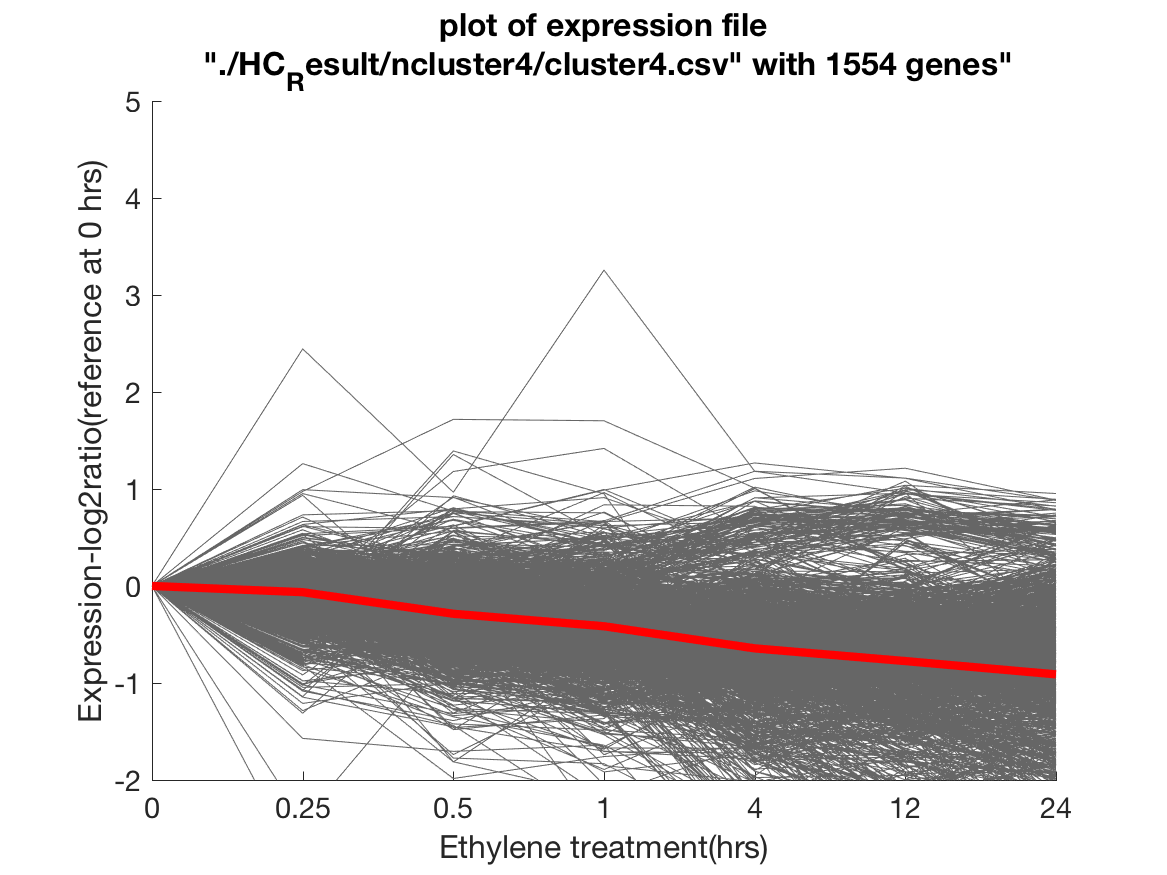 plot of expression file
"./HC_Result/ncluster4/cluster4.csv" with 1554 genes"
Expression-log2ratio(reference at 0 hrs)
5
4
3
2
1
0
-1
-2
0 0.25 0.5 1 4 12 24
Ethylene treatment(hrs)